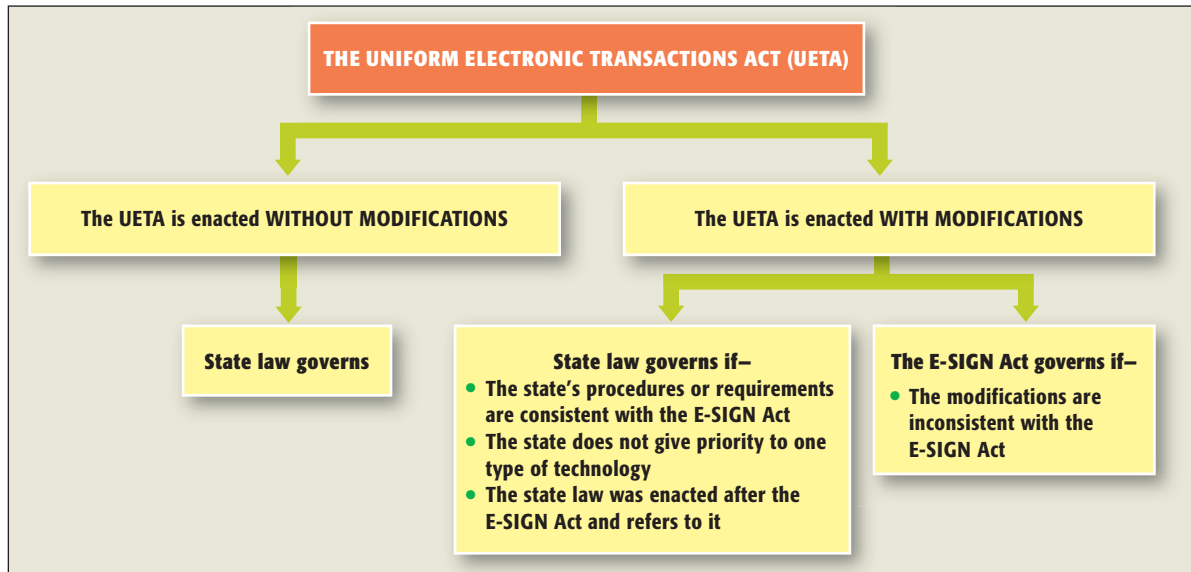 THE UNIFORM ELECTRONIC TRANSACTIONS ACT (UETA)
The UETA is enacted WITHOUT MODIFICATIONS
The UETA is enacted WITH MODIFICATIONS
State law governs
State law governs if–
• The state’s procedures or requirements
are consistent with the E-SIGN Act
• The state does not give priority to one
type of technology
• The state law was enacted after the
E-SIGN Act and refers to it
The E-SIGN Act governs if–
• The modifications are
inconsistent with the
E-SIGN Act